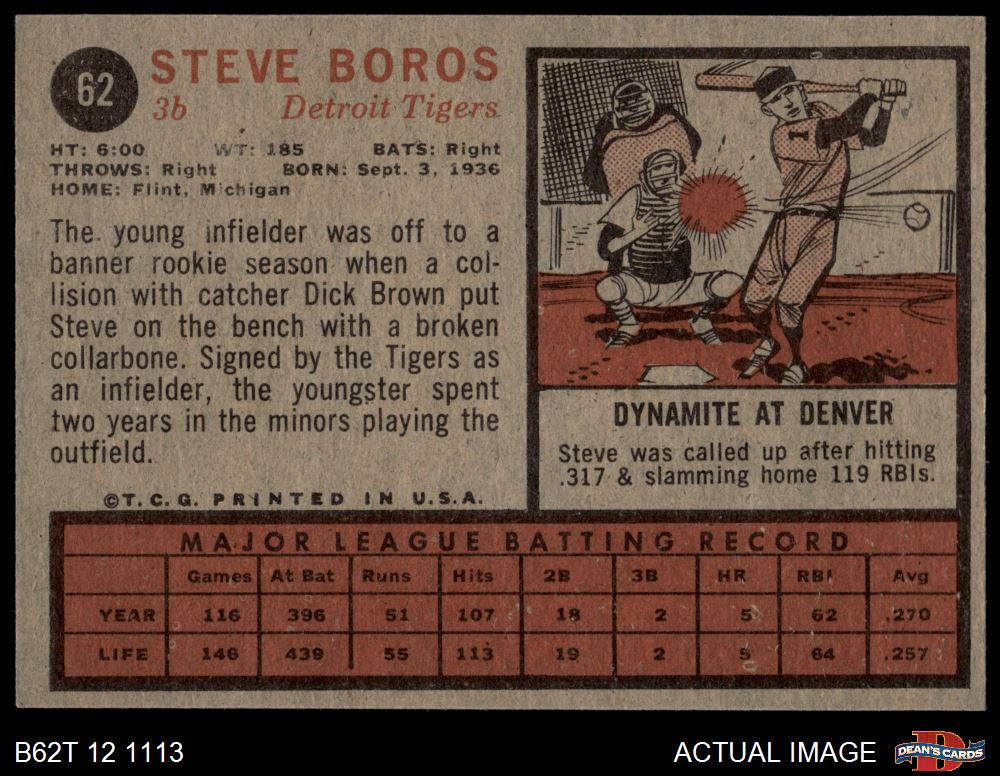 62
STEVE BOROS
3b Detroit Tigers
HT: 6:00 WT: 185 BATS: Right
THROWS: Right BORN: Sept. 3, 1936
HOME: Flint, Michigan
The young infielder was off to a
banner rookie season when a col-
lision with catcher Dick Brown put
Steve on the bench with a broken
collarbone. Signed by the Tigers as
an infielder, the youngster spent
two years in the minors playing the
outfield.
©T.C.G. PRINTED IN U.S.A.
1
DYNAMITE AT DENVER
Steve was called up after hitting
.317 & slamming home 119 RBIs.
MAJOR LEAGUE BATTING RECORD
Games At Bat Runs Hits 2B 3B HR RBI Avg
YEAR 116 396 51 107 18 2 5 62 .270
LIFE 146 439 55 113 19 2 5 64 .257
B62T 12 1113 ACTUAL IMAGE
D
DEAN'S CARDS